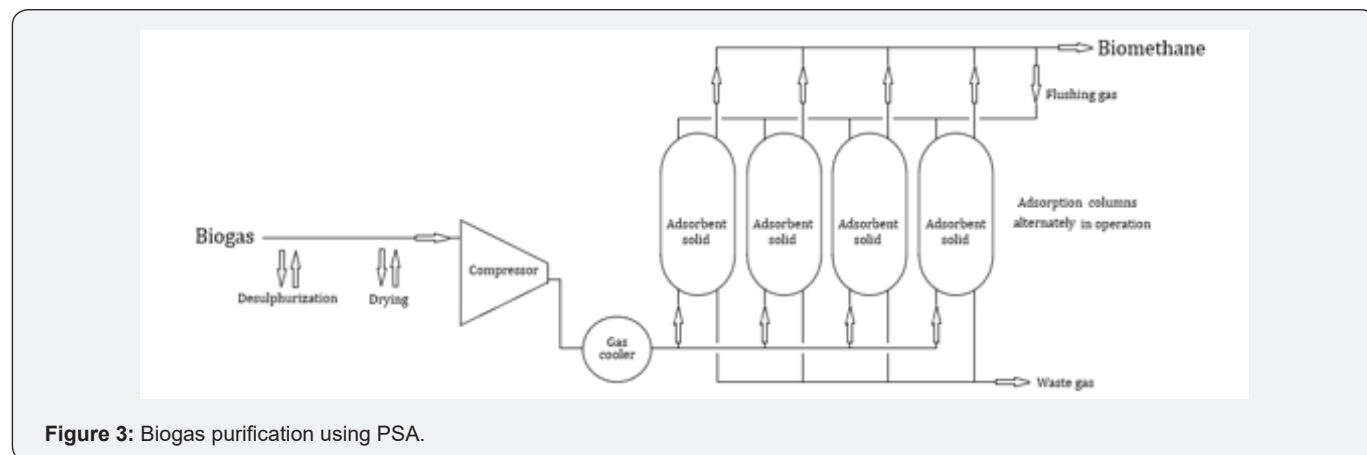 Biomethane
Flushing gas
Adsorbent
solid
Adsorbent
solid
Adsorbent
solid
Adsorbent
solid
Adsorption columns
alternately in operation
Biogas
Desulphurization
Drying
Compressor
Gas
cooler
Waste gas
Figure 3: Biogas purification using PSA.